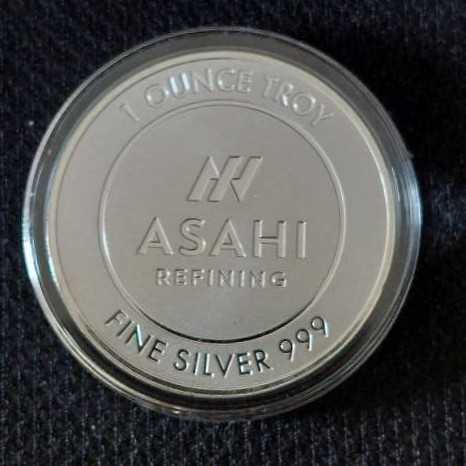 1 OUNCE TROY
ASAHI
REFINING
FINE SILVER 999